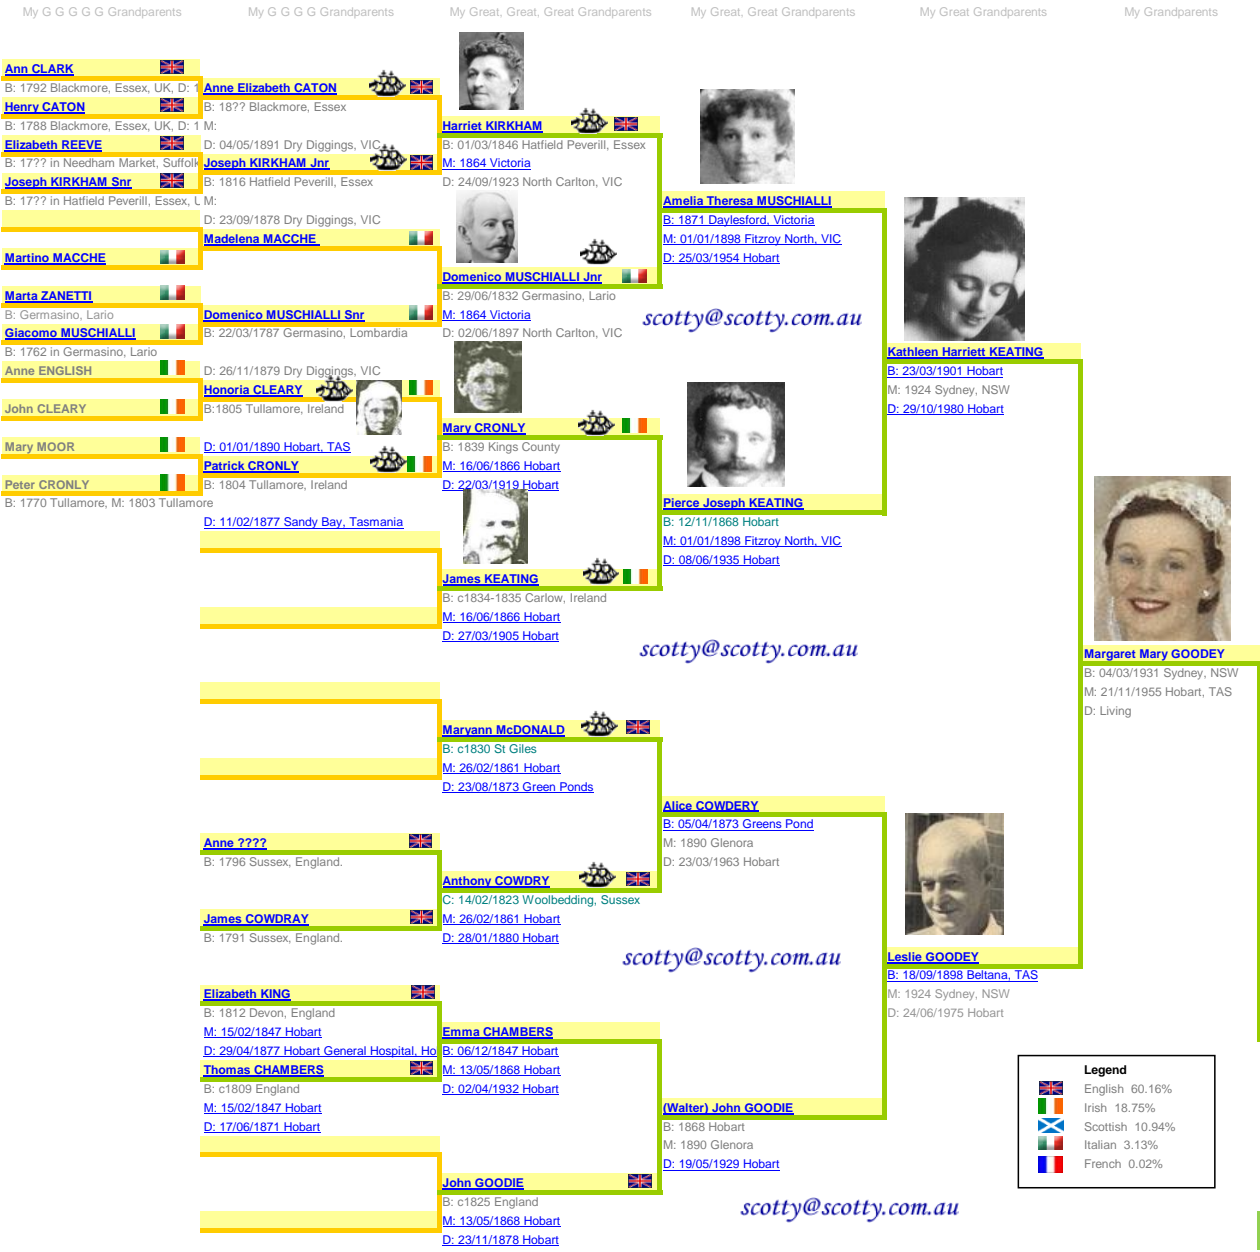 My G G G G G Grandparents
My G G G G Grandparents
My Great, Great, Great Grandparents
My Great, Great Grandparents
My Great Grandparents
My Grandparents
Ann CLARK
B: 1792 Blackmore, Essex, UK, D: 1
Henry CATON
B: 1788 Blackmore, Essex, UK, D: 1
Elizabeth REEVE
B: 17?? in Needham Market, Suffolk
Joseph KIRKHAM Snr
B: 17?? in Hatfield Peverill, Essex, U
Martino MACCHE
Marta ZANETTI
B: Germasino, Lario
Giacomo MUSCHIALLI
B: 1762 in Germasino, Lario
Anne ENGLISH
John CLEARY
Mary MOOR
Peter CRONLY
B: 1770 Tullamore, M: 1803 Tullamore
Anne Elizabeth CATON
B: 18?? Blackmore, Essex
M:
D: 04/05/1891 Dry Diggings, VIC
Joseph KIRKHAM Jnr
B: 1816 Hatfield Peverill, Essex
M:
D: 23/09/1878 Dry Diggings, VIC
Madelena MACCHE
Domenico MUSCHIALLI Snr
B: 22/03/1787 Germasino, Lombardia
D: 26/11/1879 Dry Diggings, VIC
Honoria CLEARY
B:1805 Tullamore, Ireland
D: 01/01/1890 Hobart, TAS
Patrick CRONLY
B: 1804 Tullamore, Ireland
D: 11/02/1877 Sandy Bay, Tasmania
Anne ????
B: 1796 Sussex, England.
James COWDRAY
B: 1791 Sussex, England.
Elizabeth KING
B: 1812 Devon, England
M: 15/02/1847 Hobart
D: 29/04/1877 Hobart General Hospital, Ho
Thomas CHAMBERS
B: c1809 England
M: 15/02/1847 Hobart
D: 17/06/1871 Hobart
Harriet KIRKHAM
B: 01/03/1846 Hatfield Peverill, Essex
M: 1864 Victoria
D: 24/09/1923 North Carlton, VIC
Domenico MUSCHIALLI Jnr
B: 29/06/1832 Germasino, Lario
M: 1864 Victoria
D: 02/06/1897 North Carlton, VIC
Mary CRONLY
B: 1839 Kings County
M: 16/06/1866 Hobart
D: 22/03/1919 Hobart
James KEATING
B: c1834-1835 Carlow, Ireland
M: 16/06/1866 Hobart
D: 27/03/1905 Hobart
Maryann McDONALD
B: c1830 St Giles
M: 26/02/1861 Hobart
D: 23/08/1873 Green Ponds
Anthony COWDRY
C: 14/02/1823 Woolbedding, Sussex
M: 26/02/1861 Hobart
D: 28/01/1880 Hobart
Emma CHAMBERS
B: 06/12/1847 Hobart
M: 13/05/1868 Hobart
D: 02/04/1932 Hobart
John GOODIE
B: c1825 England
M: 13/05/1868 Hobart
D: 23/11/1878 Hobart
Amelia Theresa MUSCHIALLI
B: 1871 Daylesford, Victoria
M: 01/01/1898 Fitzroy North, VIC
D: 25/03/1954 Hobart
scotty@scotty.com.au
Pierce Joseph KEATING
B: 12/11/1868 Hobart
M: 01/01/1898 Fitzroy North, VIC
D: 08/06/1935 Hobart
scotty@scotty.com.au
Alice COWDERY
B: 05/04/1873 Greens Pond
M: 1890 Glenora
D: 23/03/1963 Hobart
scotty@scotty.com.au
(Walter) John GOODIE
B: 1868 Hobart
M: 1890 Glenora
D: 19/05/1929 Hobart
scotty@scotty.com.au
Kathleen Harriett KEATING
B: 23/03/1901 Hobart
M: 1924 Sydney, NSW
D: 29/10/1980 Hobart
Leslie GOODEY
B: 18/09/1898 Beltana, TAS
M: 1924 Sydney, NSW
D: 24/06/1975 Hobart
Margaret Mary GOODEY
B: 04/03/1931 Sydney, NSW
M: 21/11/1955 Hobart, TAS
D: Living
Legend
English 60.16%
Irish 18.75%
Scottish 10.94%
Italian 3.13%
French 0.02%